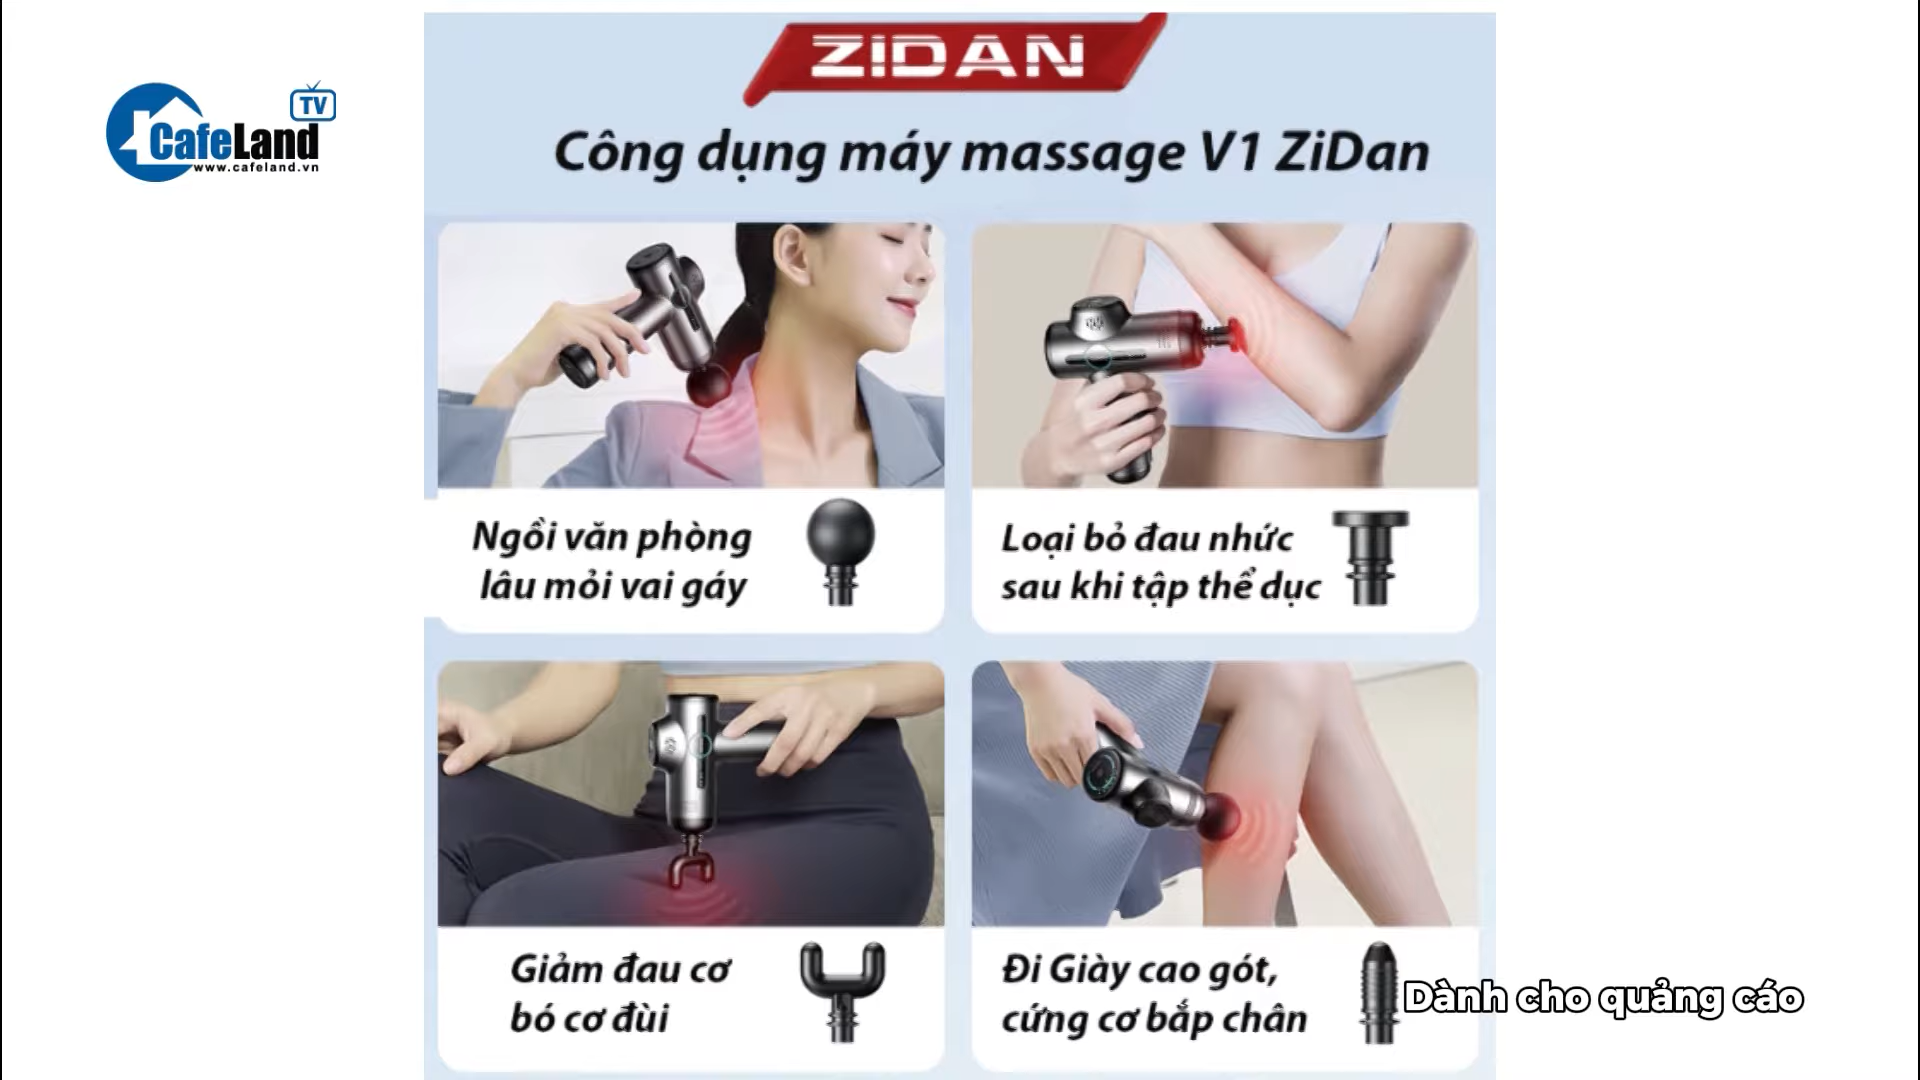 ZIDAN
TV
CafeLand
www.cafeland.vn
Công dụng máy massage V1 ZiDan
Ngồi văn phòng
lâu mỏi vai gáy
Loại bỏ đau nhức
sau khi tập thể dục
Giảm đau cơ
bó cơ đùi
Đi Giày cao gót,
cứng cơ bắp chân
Dành cho quảng cáo